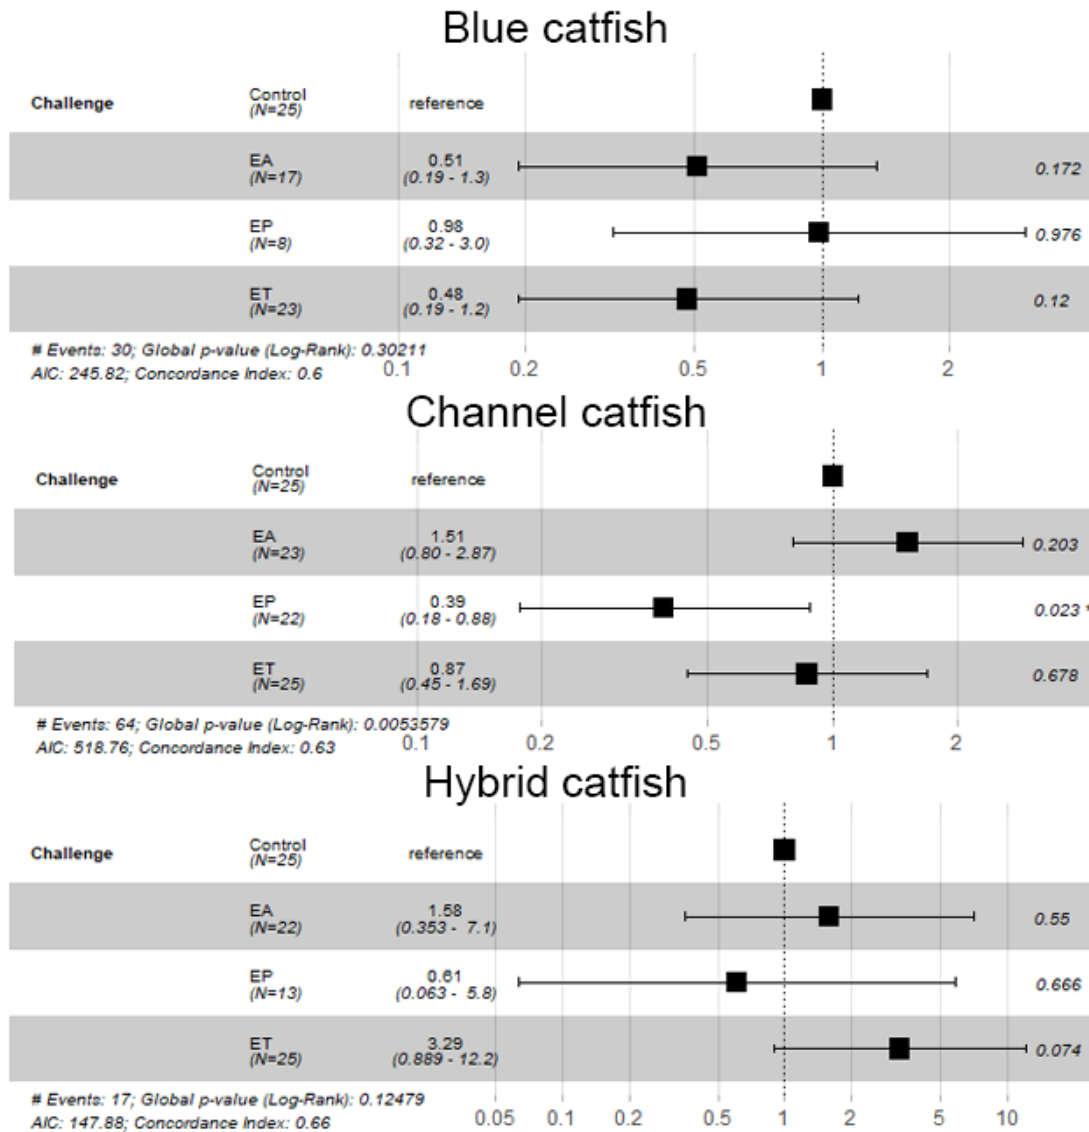 Blue catfish
Challenge Control (N=25) reference
EA (N=17) 0.51 (0.19 - 1.3) 0.172
EP (N=8) 0.98 (0.32 - 3.0) 0.976
ET (N=23) 0.48 (0.19 - 1.2) 0.12
# Events: 30; Global p-value (Log-Rank): 0.30211
AIC: 245.82; Concordance Index: 0.6
0.1 0.2 0.5 1 2
Channel catfish
Challenge Control (N=25) reference
EA (N=23) 1.51 (0.80 - 2.87) 0.203
EP (N=22) 0.39 (0.18 - 0.88) 0.023 *
ET (N=25) 0.87 (0.45 - 1.69) 0.678
# Events: 64; Global p-value (Log-Rank): 0.0053579
AIC: 518.76; Concordance Index: 0.63
0.1 0.2 0.5 1 2
Hybrid catfish
Challenge Control (N=25) reference
EA (N=22) 1.58 (0.353 - 7.1) 0.55
EP (N=13) 0.61 (0.063 - 5.8) 0.666
ET (N=25) 3.29 (0.889 - 12.2) 0.074
# Events: 17; Global p-value (Log-Rank): 0.12479
AIC: 147.88; Concordance Index: 0.66
0.05 0.1 0.2 0.5 1 2 5 10